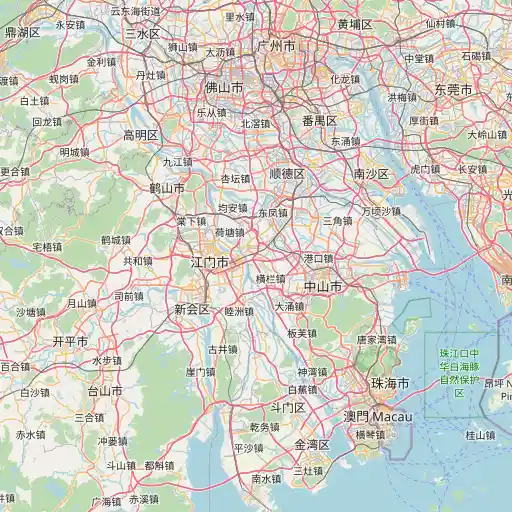 云东海街道
里水镇
仙村镇
永安镇
鼎湖区
三水区
广州市
黄埔区
狮山镇
太沥镇
中堂镇
石碣镇
金利镇
蚬岗镇
丹灶镇
佛山市
化龙镇
东莞市
洪梅镇
白土镇
乐从镇
回龙镇
北滘镇
番禺区
厚街镇
高明区
东涌镇
大岭山镇
明城镇
九江镇
虎门镇
长安镇
更合镇
杏坛镇
顺德区
南沙区
鹤山市
均安镇
东凤镇
万顷沙镇
棠下镇
三角镇
双合镇
荷塘镇
鹤城镇
宅梧镇
共和镇
江门市
港口镇
横栏镇
中山市
沙塘镇
月山镇
司前镇
新会区
睦洲镇
大涌镇
板芙镇
开平市
唐家湾镇
水步镇
古井镇
珠江口中
华白海豚
自然保护
区
百合镇
崖门镇
神湾镇
珠海市
白沙镇
台山市
白蕉镇
斗门区
三合镇
澳門 Macau
乾务镇
赤水镇
冲蒌镇
横琴镇
桂山镇
平沙镇
金湾区
斗山镇
都斛镇
三灶镇
南水镇
广海镇
赤溪镇